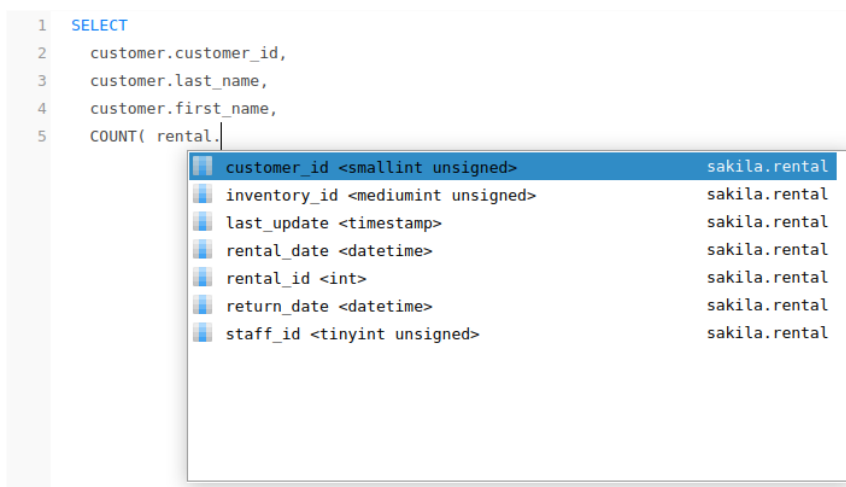 1 SELECT
2 customer.customer_id,
3 customer.last_name,
4 customer.first_name,
5 COUNT( rental.
customer_id <smallint unsigned> sakila.rental
inventory_id <mediumint unsigned> sakila.rental
last_update <timestamp> sakila.rental
rental_date <datetime> sakila.rental
rental_id <int> sakila.rental
return_date <datetime> sakila.rental
staff_id <tinyint unsigned> sakila.rental